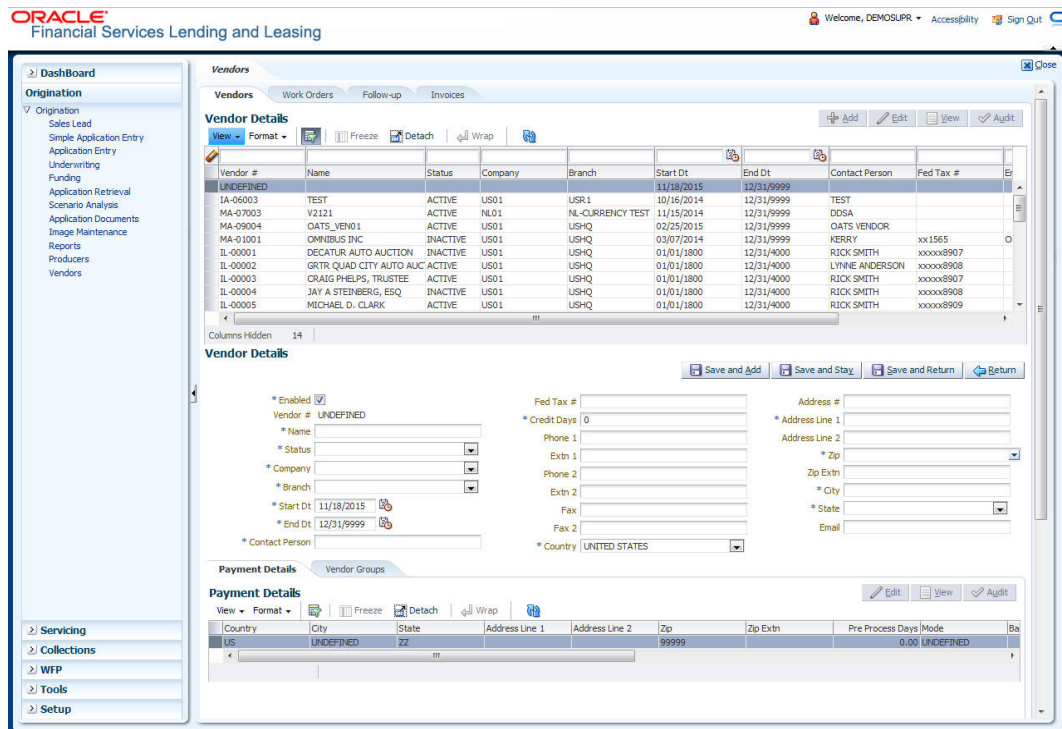 ORACLE
Financial Services Lending and Leasing
Welcome, DEMOSUPR
Accessibility
Sign Out
Close
DashBoard
Origination
Origination
Sales Lead
Simple Application Entry
Application Entry
Underwriting
Funding
Application Retrieval
Scenario Analysis
Application Documents
Image Maintenance
Reports
Producers
Vendors
Servicing
Collections
WFP
Tools
Setup
Vendors
Vendors Work Orders Follow-up Invoices
Vendor Details
Add Edit View Audit
View Format Freeze Detach Wrap
Vendor # Name Status Company Branch Start Dt End Dt Contact Person Fed Tax #
UNDEFINED 11/18/2015 12/31/9999
IA-06003 TEST ACTIVE US01 USR1 10/16/2014 12/31/9999 TEST
MA-07003 V2121 ACTIVE NL01 NL-CURRENCY TEST 11/15/2014 12/31/9999 DDSA
MA-09004 OATS_VEN01 ACTIVE US01 USHQ 02/25/2015 12/31/9999 OATS VENDOR
MA-01001 OMNIBUS INC INACTIVE US01 USHQ 03/07/2014 12/31/9999 KERRY xx1565 O
IL-00001 DECATUR AUTO AUCTION INACTIVE US01 USHQ 01/01/1800 12/31/4000 RICK SMITH xxxxx8907
IL-00002 GRTR QUAD CITY AUTO AUC ACTIVE US01 USHQ 01/01/1800 12/31/4000 LYNNE ANDERSON xxxxx8908
IL-00003 CRAIG PHELPS, TRUSTEE ACTIVE US01 USHQ 01/01/1800 12/31/4000 RICK SMITH xxxxx8907
IL-00004 JAY A STEINBERG, ESQ INACTIVE US01 USHQ 01/01/1800 12/31/4000 RICK SMITH xxxxx8908
IL-00005 MICHAEL D. CLARK ACTIVE US01 USHQ 01/01/1800 12/31/4000 RICK SMITH xxxxx8909
Columns Hidden 14
Vendor Details
Save and Add Save and Stay Save and Return Return
* Enabled
Vendor # UNDEFINED
* Name
* Status
* Company
* Branch
* Start Dt 11/18/2015
* End Dt 12/31/9999
* Contact Person
Fed Tax #
* Credit Days 0
Phone 1
Extn 1
Phone 2
Extn 2
Fax
Fax 2
* Country UNITED STATES
Address #
* Address Line 1
Address Line 2
* Zip
Zip Extn
* City
* State
Email
Payment Details Vendor Groups
Payment Details
Edit View Audit
View Format Freeze Detach Wrap
Country City State Address Line 1 Address Line 2 Zip Zip Extn Pre Process Days Mode Ba
US UNDEFINED ZZ 99999 0.00 UNDEFINED